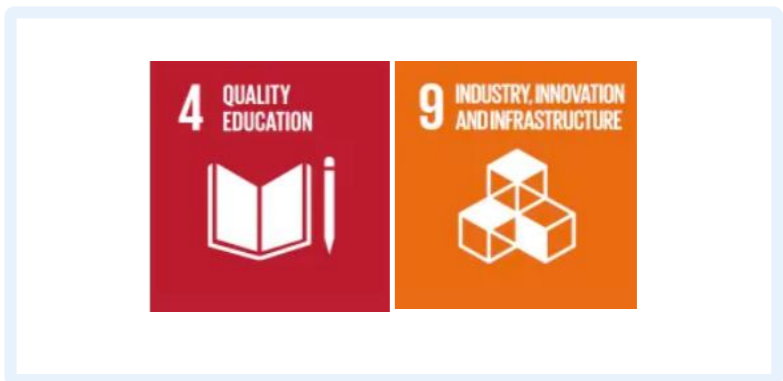 4 QUALITY
EDUCATION
9 INDUSTRY, INNOVATION
AND INFRASTRUCTURE